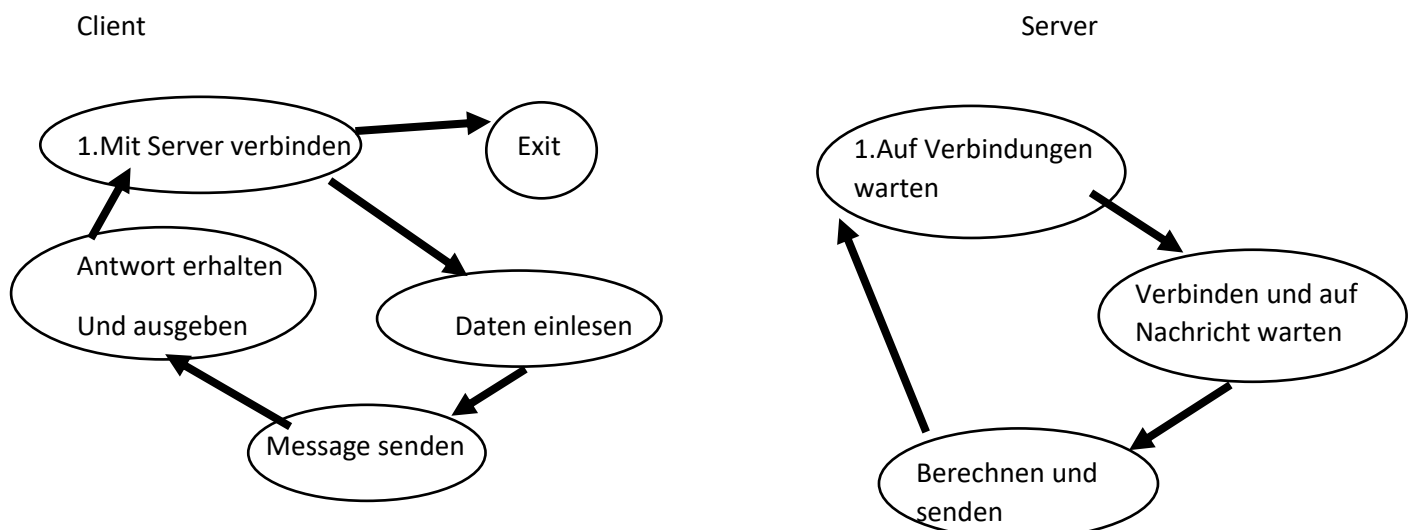 Client
Server
1.Mit Server verbinden
Exit
Antwort erhalten
Und ausgeben
Daten einlesen
Message senden
1.Auf Verbindungen
warten
Verbinden und auf
Nachricht warten
Berechnen und
senden